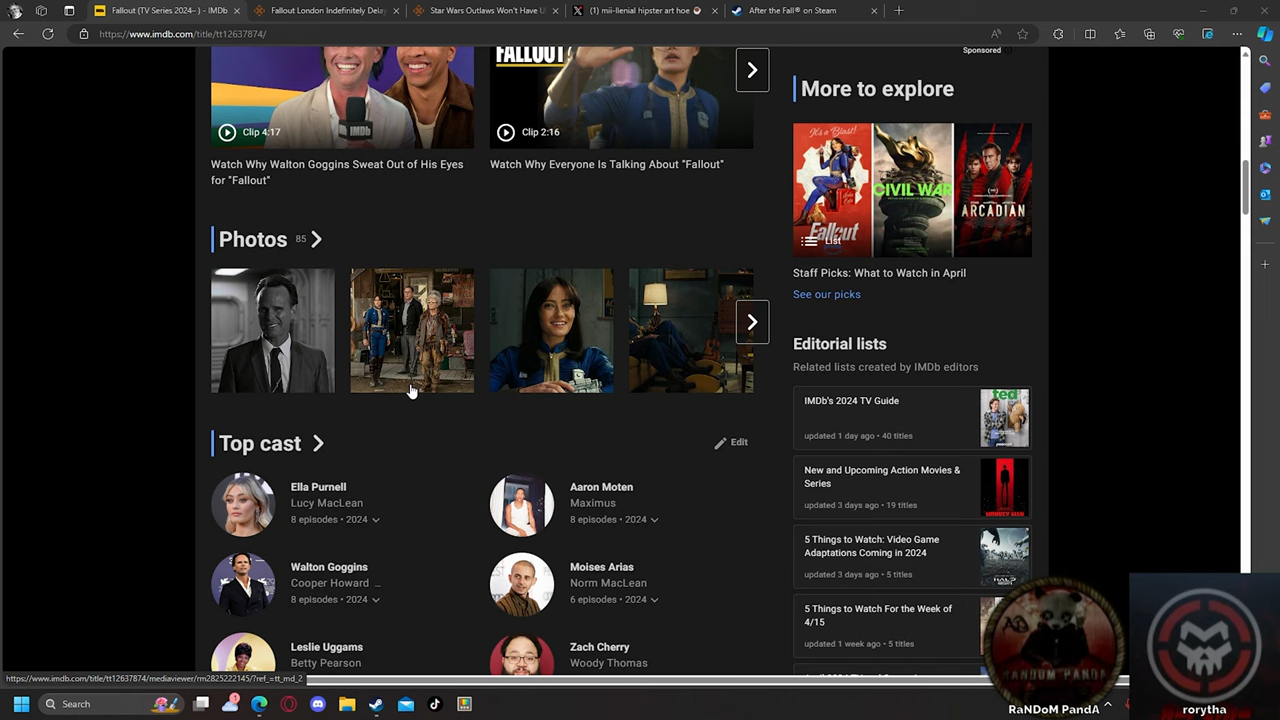 Fallout (TV Series 2024– ) - IMDb
Fallout London Indefinitely Delay
Star Wars Outlaws Won't Have U
(1) mii-llenial hipster art hoe
After the Fall® on Steam
https://www.imdb.com/title/tt12637874/
Sponsored
FALLOUT?
IMDb
Clip 4:17
Clip 2:16
Watch Why Walton Goggins Sweat Out of His Eyes
for "Fallout"
Watch Why Everyone Is Talking About "Fallout"
More to explore
It's a Blast!
Fallout
CIVIL WAR
ARCADIAN
List
Staff Picks: What to Watch in April
See our picks
Photos 85
Editorial lists
Related lists created by IMDb editors
IMDb's 2024 TV Guide
updated 1 day ago • 40 titles
ted
New and Upcoming Action Movies &
Series
updated 3 days ago • 19 titles
MONKEY MAN
5 Things to Watch: Video Game
Adaptations Coming in 2024
updated 3 days ago • 5 titles
HALO
5 Things to Watch For the Week of
4/15
updated 1 week ago • 5 titles
Top cast
Edit
Ella Purnell
Lucy MacLean
8 episodes • 2024
Aaron Moten
Maximus
8 episodes • 2024
Walton Goggins
Cooper Howard ...
8 episodes • 2024
Moises Arias
Norm MacLean
6 episodes • 2024
Leslie Uggams
Betty Pearson
Zach Cherry
Woody Thomas
https://www.imdb.com/title/tt12637874/mediaviewer/rm2825222145/?ref_=tt_md_2
Search
RANDOM PANDA
RaNDoM PandA
rorytha